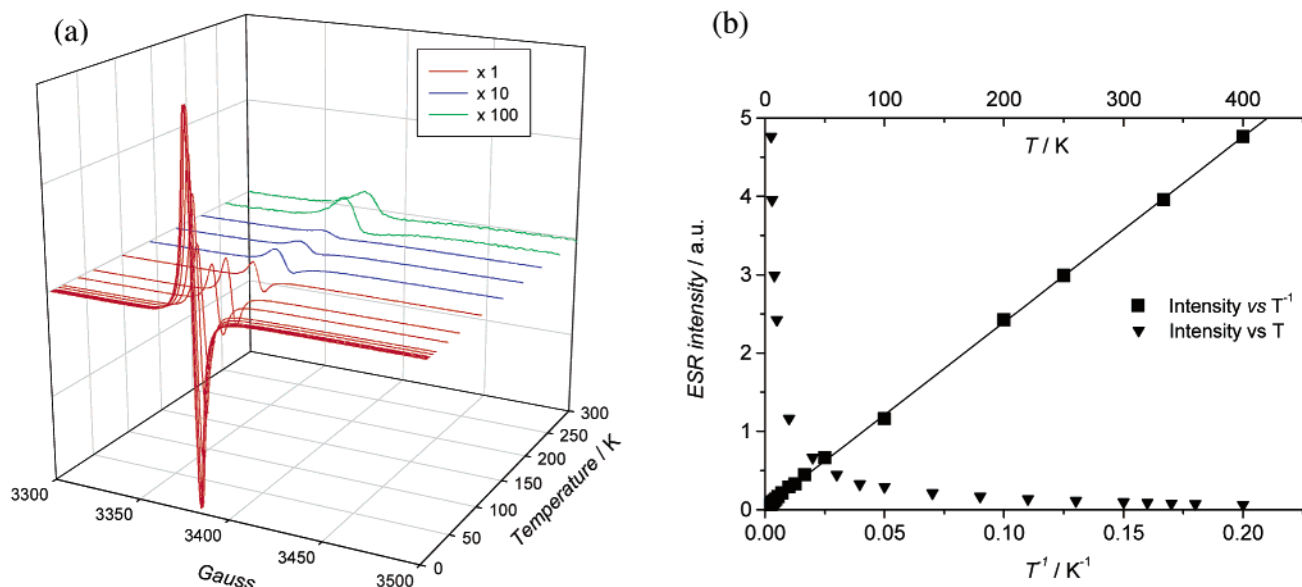 (a)
x 1
x 10
x 100
3300
3350
3400
3450
3500
Gauss
0
50
100
150
200
250
300
Temperature / K
(b)
0 100 200 300 400
T / K
5
4
3
2
1
0
ESR intensity / a.u.
Intensity vs T⁻¹
Intensity vs T
0.00 0.05 0.10 0.15 0.20
T⁻¹ / K⁻¹